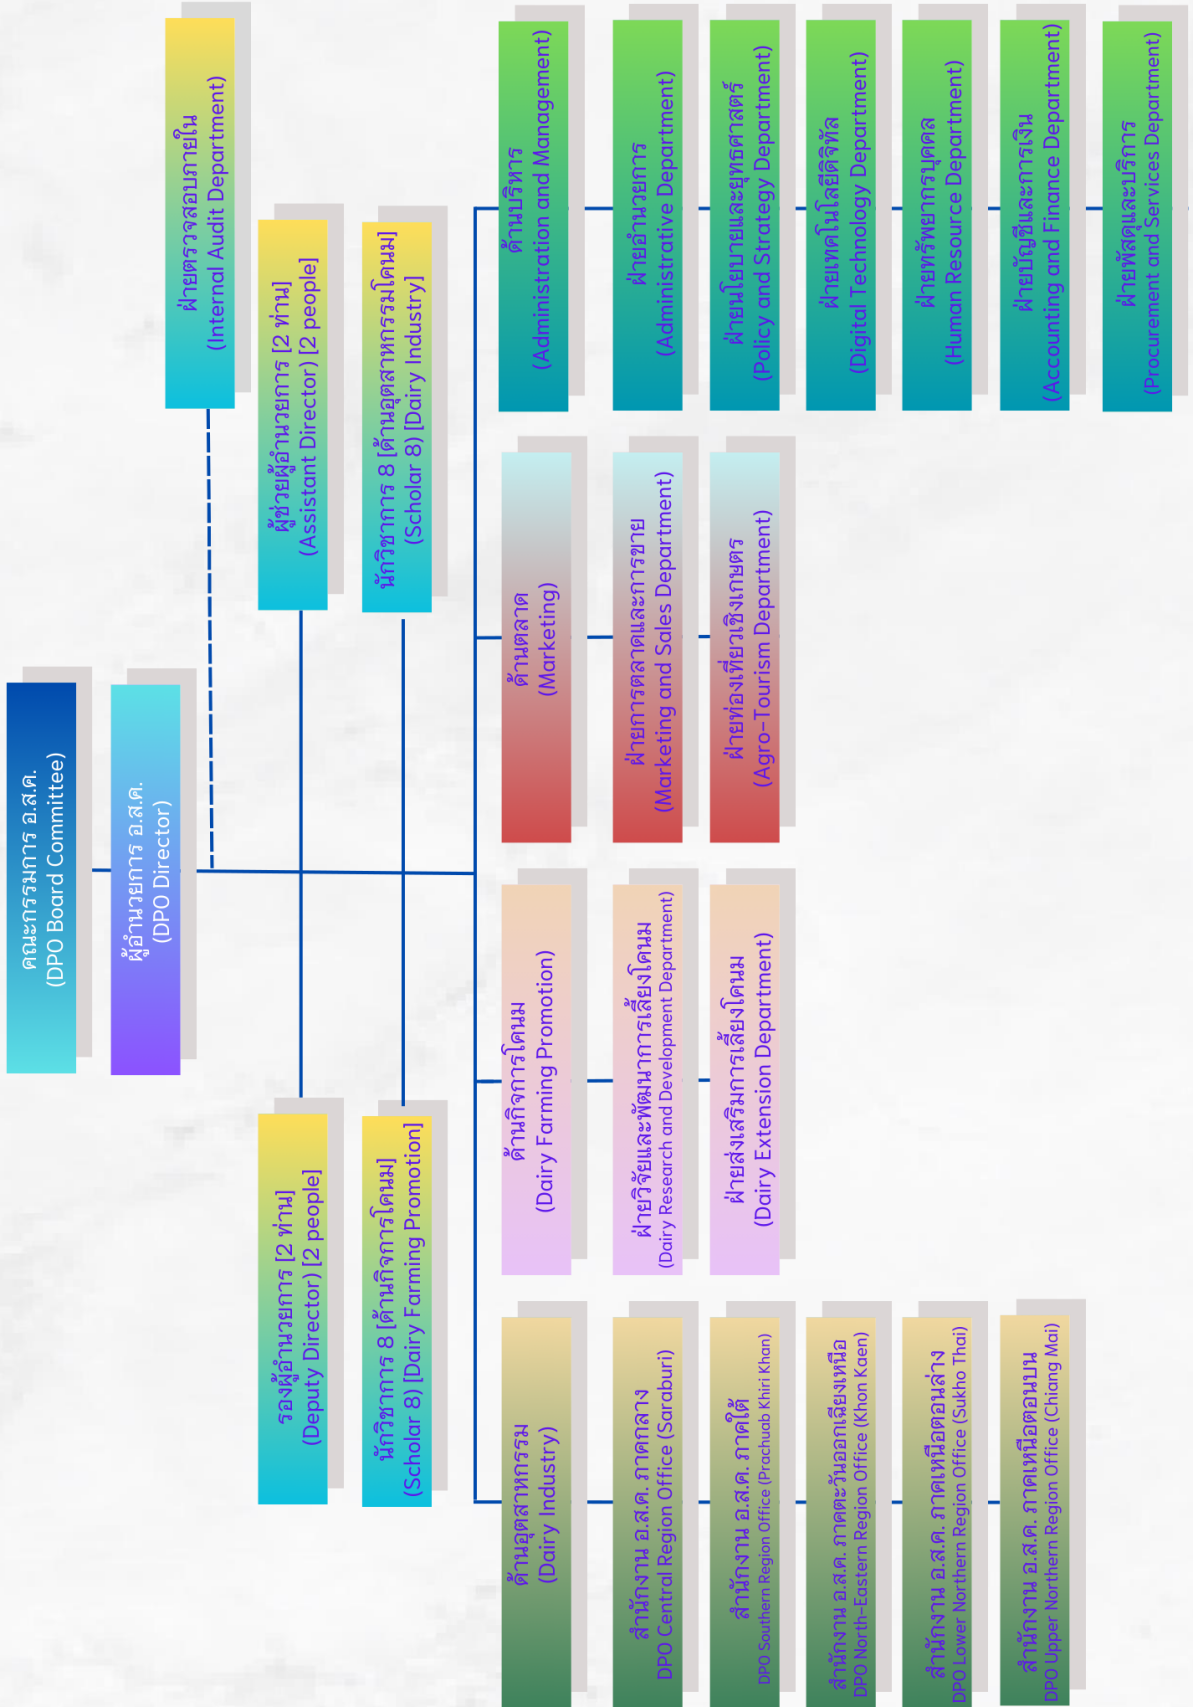 คณะกรรมการ อ.ส.ค.
(DPO Board Committee)
ผู้อำนวยการ อ.ส.ค.
(DPO Director)
ฝ่ายตรวจสอบภายใน
(Internal Audit Department)
รองผู้อำนวยการ [2 ท่าน]
(Deputy Director) [2 people]
ผู้ช่วยผู้อำนวยการ [2 ท่าน]
(Assistant Director) [2 people]
นักวิชาการ 8 [ด้านกิจการโคนม]
(Scholar 8) [Dairy Farming Promotion]
นักวิชาการ 8 [ด้านอุตสาหกรรมโคนม]
(Scholar 8) [Dairy Industry]
ด้านอุตสาหกรรม
(Dairy Industry)
สำนักงาน อ.ส.ค. ภาคกลาง
DPO Central Region Office (Saraburi)
สำนักงาน อ.ส.ค. ภาคใต้
DPO Southern Region Office (Prachuab Khiri Khan)
สำนักงาน อ.ส.ค. ภาคตะวันออกเฉียงเหนือ
DPO North-Eastern Region Office (Khon Kaen)
สำนักงาน อ.ส.ค. ภาคเหนือตอนล่าง
DPO Lower Northern Region Office (Sukho Thai)
สำนักงาน อ.ส.ค. ภาคเหนือตอนบน
DPO Upper Northern Region Office (Chiang Mai)
ด้านกิจการโคนม
(Dairy Farming Promotion)
ฝ่ายวิจัยและพัฒนาการเลี้ยงโคนม
(Dairy Research and Development Department)
ฝ่ายส่งเสริมการเลี้ยงโคนม
(Dairy Extension Department)
ด้านตลาด
(Marketing)
ฝ่ายการตลาดและการขาย
(Marketing and Sales Department)
ฝ่ายท่องเที่ยวเชิงเกษตร
(Agro-Tourism Department)
ด้านบริหาร
(Administration and Management)
ฝ่ายอำนวยการ
(Administrative Department)
ฝ่ายนโยบายและยุทธศาสตร์
(Policy and Strategy Department)
ฝ่ายเทคโนโลยีดิจิทัล
(Digital Technology Department)
ฝ่ายทรัพยากรบุคคล
(Human Resource Department)
ฝ่ายบัญชีและการเงิน
(Accounting and Finance Department)
ฝ่ายพัสดุและบริการ
(Procurement and Services Department)